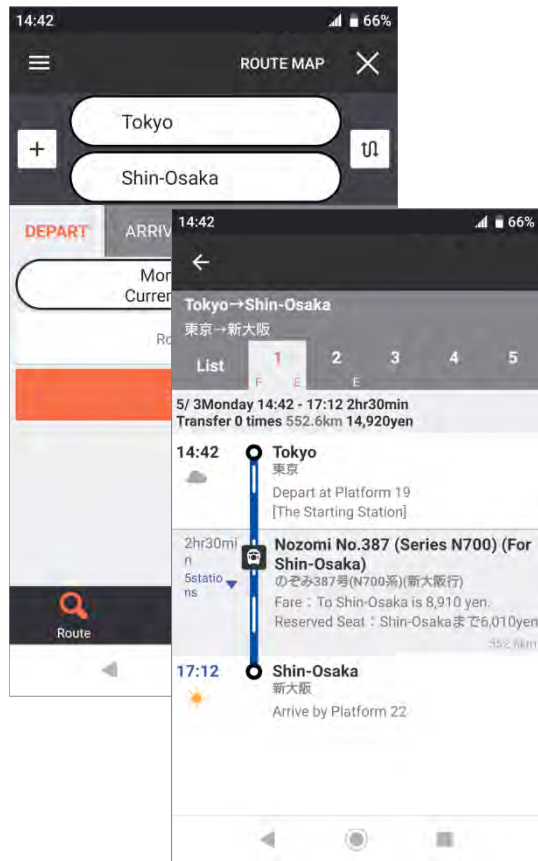 14:42
66%
ROUTE MAP
Tokyo
+
Shin-Osaka
DEPART
ARRIV
Mor
Curren
Ro
Route
14:42
66%
Tokyo→Shin-Osaka
東京→新大阪
List
1
2
3
4
5
F
E
E
5/ 3Monday 14:42 - 17:12 2hr30min
Transfer 0 times 552.6km 14,920yen
14:42
Tokyo
東京
Depart at Platform 19
[The Starting Station]
2hr30mi
n
5statio
ns
Nozomi No.387 (Series N700) (For
Shin-Osaka)
のぞみ387号(N700系)(新大阪行)
Fare：To Shin-Osaka is 8,910 yen.
Reserved Seat：Shin-Osakaまで6,010yen
552.6km
17:12
Shin-Osaka
新大阪
Arrive by Platform 22